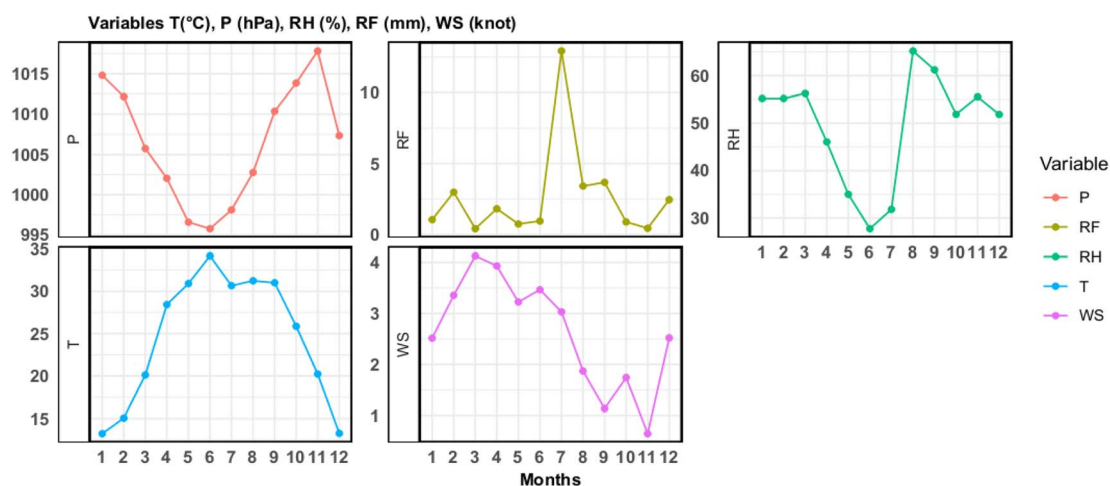 Variables T(°C), P (hPa), RH (%), RF (mm), WS (knot)
P
1015
1010
1005
1000
995
RF
10
5
0
RH
60
50
40
30
1 2 3 4 5 6 7 8 9 10 11 12
T
35
30
25
20
15
1 2 3 4 5 6 7 8 9 10 11 12
WS
4
3
2
1
1 2 3 4 5 6 7 8 9 10 11 12
Months
Variable
P
RF
RH
T
WS